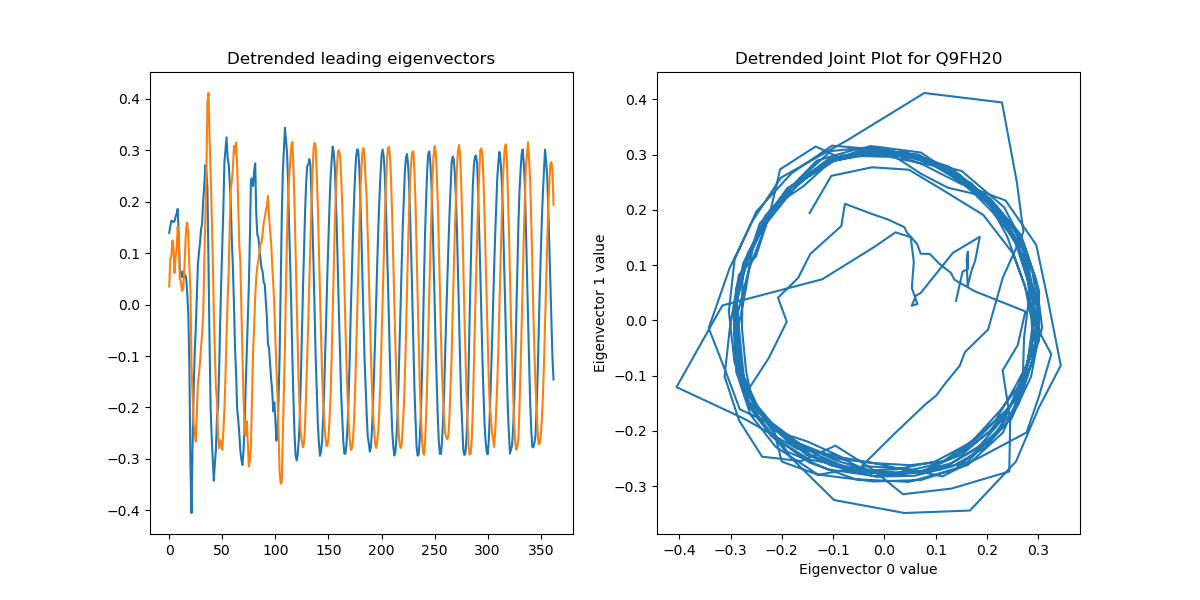 Detrended leading eigenvectors
0.4
0.3
0.2
0.1
0.0
−0.1
−0.2
−0.3
−0.4
0 50 100 150 200 250 300 350
Detrended Joint Plot for Q9FH20
Eigenvector 1 value
0.4
0.3
0.2
0.1
0.0
−0.1
−0.2
−0.3
−0.4 −0.3 −0.2 −0.1 0.0 0.1 0.2 0.3
Eigenvector 0 value